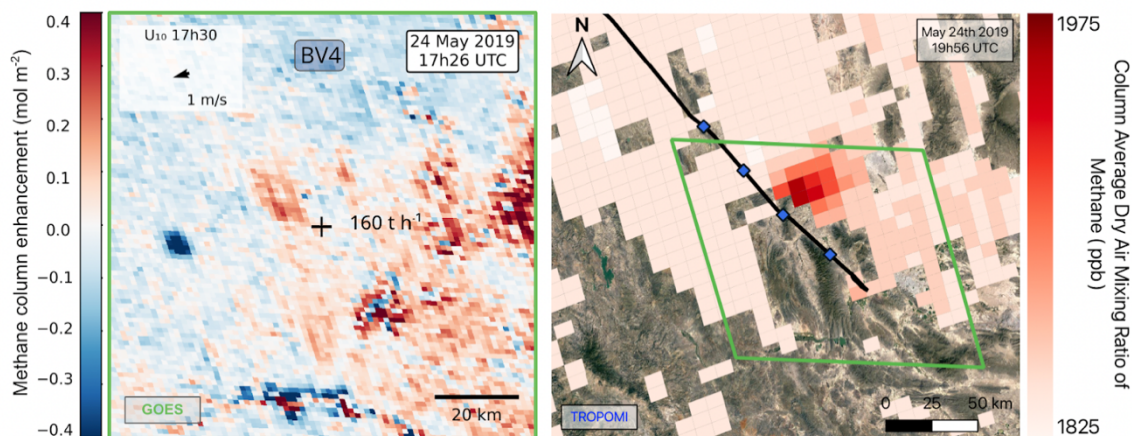 0.4
0.3
0.2
0.1
0.0
−0.1
−0.2
−0.3
−0.4
Methane column enhancement (mol m⁻²)
U₁₀ 17h30
1 m/s
BV4
24 May 2019
17h26 UTC
160 t h⁻¹
GOES
20 km
N
May 24th 2019
19h56 UTC
TROPOMI
0 25 50 km
1975
1825
Column Average Dry Air Mixing Ratio of
Methane (ppb)